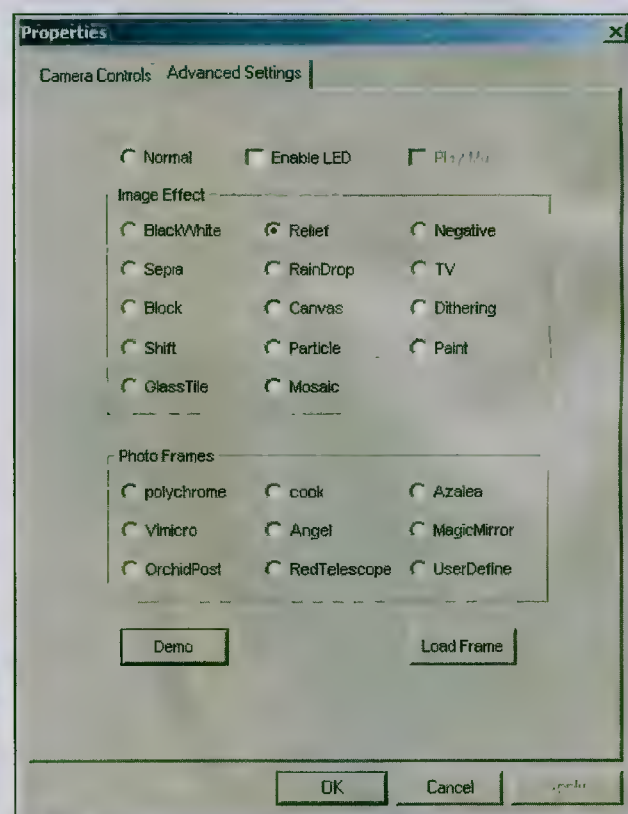 Properties
Camera Controls Advanced Settings
Normal Enable LED
Image Effect
BlackWhite Relief Negative
Sepra RainDrop TV
Block Canvas Dithering
Shift Particle Paint
GlassTile Mosaic
Photo Frames
polychrome cook Azalea
Vimicro Angel MagicMirror
OrchidPost RedTelescope UserDefine
Demo Load Frame
OK Cancel